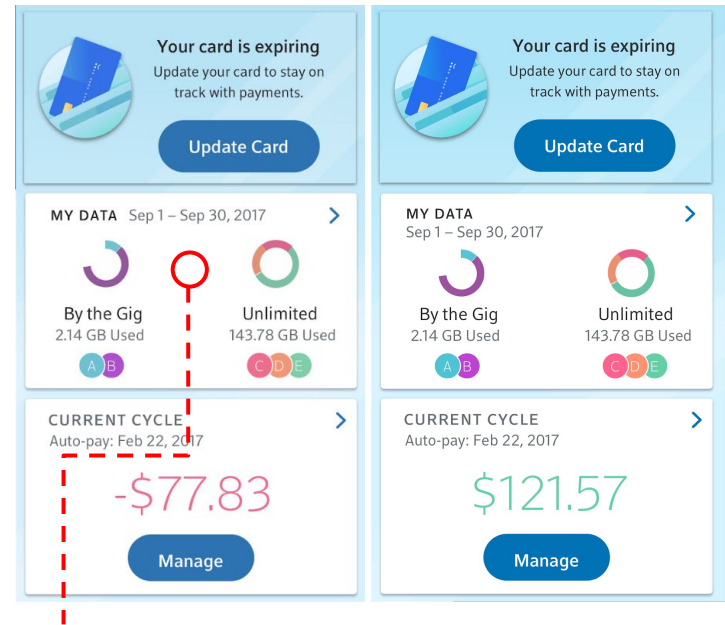 Your card is expiring
Update your card to stay on
track with payments.
Update Card
MY DATA Sep 1 – Sep 30, 2017
By the Gig
2.14 GB Used
A B
Unlimited
143.78 GB Used
C D E
CURRENT CYCLE
Auto-pay: Feb 22, 2017
-$77.83
Manage
Your card is expiring
Update your card to stay on
track with payments.
Update Card
MY DATA
Sep 1 – Sep 30, 2017
By the Gig
2.14 GB Used
A B
Unlimited
143.78 GB Used
C D E
CURRENT CYCLE
Auto-pay: Feb 22, 2017
$121.57
Manage